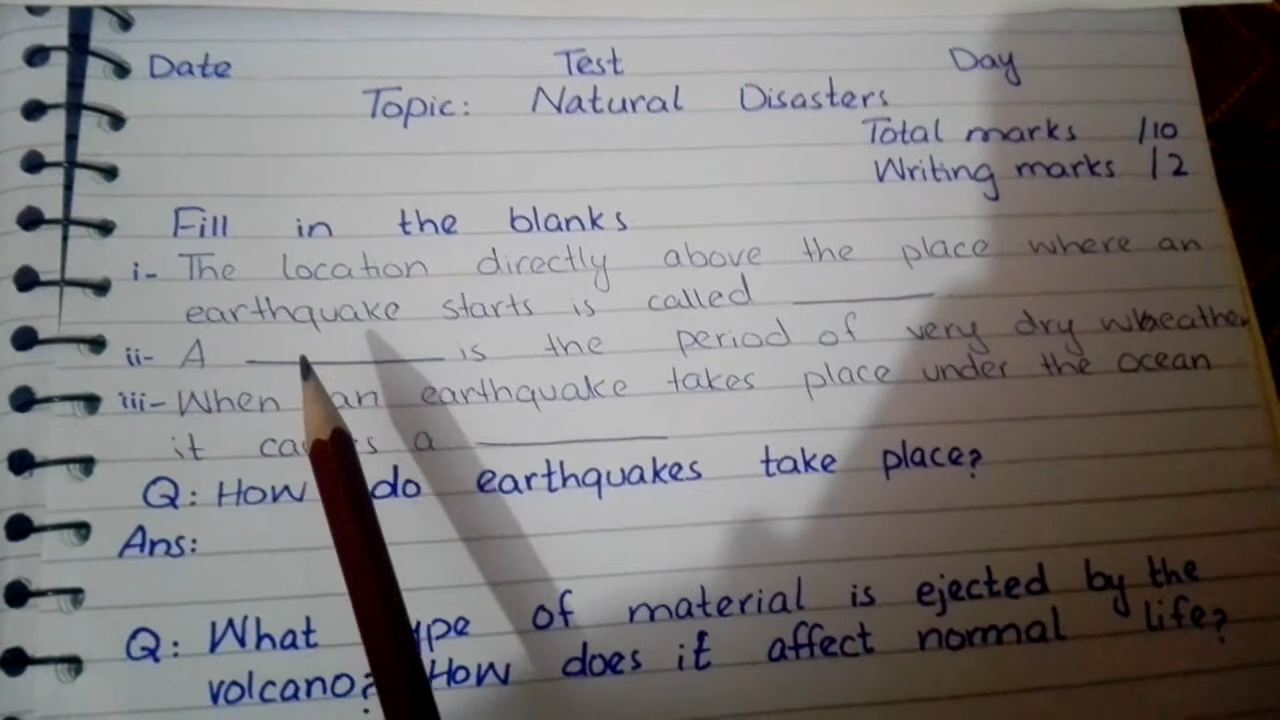 Date Test Day
Topic: Natural Disasters
Total marks /10
Writing marks /2
Fill in the blanks
i- The location directly above the place where an
earthquake starts is called ________
ii- A ________ is the period of very dry
iii- When an earthquake takes place under the ocean
it a ________
Q: How do earthquakes take place?
Ans:
Q: What of material is ejected by the
volcano? How does it affect normal life?